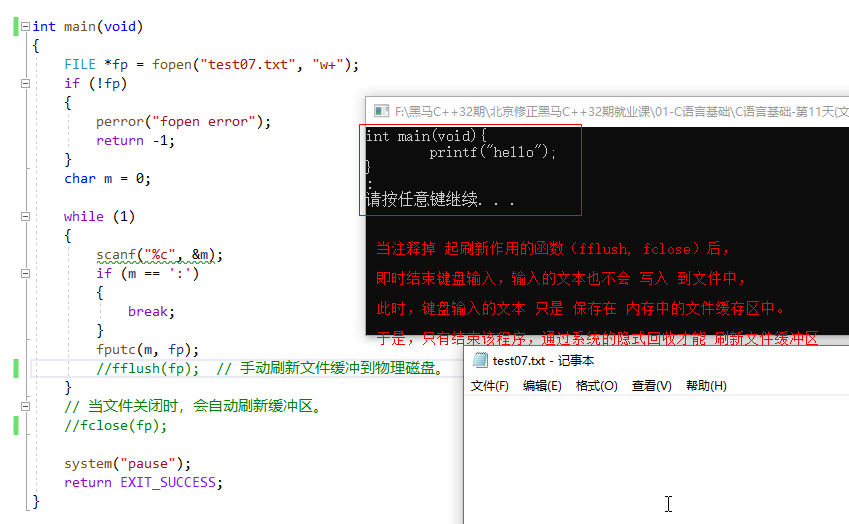 int main(void)
{
    FILE *fp = fopen("test07.txt", "w+");
    if (!fp)
    {
        perror("fopen error");
        return -1;
    }
    char m = 0;
    while (1)
    {
        scanf("%c", &m);
        if (m == ':')
        {
            break;
        }
        fputc(m, fp);
        //fflush(fp);  // 手动刷新文件缓冲到物理磁盘。
    }
    // 当文件关闭时，会自动刷新缓冲区。
    //fclose(fp);
    system("pause");
    return EXIT_SUCCESS;
}
F:\黑马C++32期\北京修正黑马C++32期就业课\01-C语言基础\C语言基础-第11天(文
int main(void){
        printf("hello");
}
:
请按任意键继续. . .
当注释掉 起刷新作用的函数（fflush, fclose）后，
即时结束键盘输入，输入的文本也不会 写入 到文件中，
此时，键盘输入的文本 只是 保存在 内存中的文件缓存区中。
于是，只有结束该程序，通过系统的隐式回收才能 刷新文件缓冲区
test07.txt - 记事本
文件(F) 编辑(E) 格式(O) 查看(V) 帮助(H)